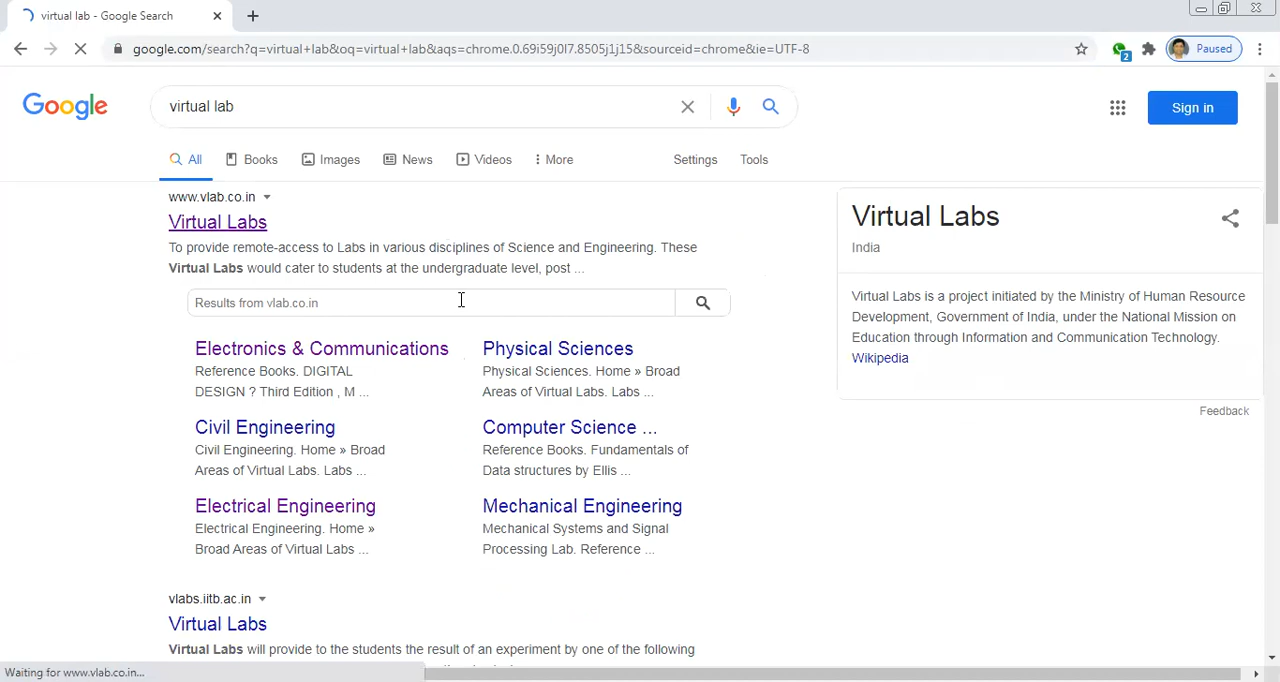 virtual lab - Google Search
google.com/search?q=virtual+lab&oq=virtual+lab&aqs=chrome.0.69i59j0l7.8505j1j15&sourceid=chrome&ie=UTF-8
2
Paused
Google
virtual lab
Sign in
All Books Images News Videos More Settings Tools
www.vlab.co.in
Virtual Labs
To provide remote-access to Labs in various disciplines of Science and Engineering. These
Virtual Labs would cater to students at the undergraduate level, post ...
Results from vlab.co.in
Electronics & Communications
Reference Books. DIGITAL
DESIGN ? Third Edition , M ...
Physical Sciences
Physical Sciences. Home » Broad
Areas of Virtual Labs. Labs ...
Civil Engineering
Civil Engineering. Home » Broad
Areas of Virtual Labs. Labs ...
Computer Science ...
Reference Books. Fundamentals of
Data structures by Ellis ...
Electrical Engineering
Electrical Engineering. Home »
Broad Areas of Virtual Labs ...
Mechanical Engineering
Mechanical Systems and Signal
Processing Lab. Reference ...
vlabs.iitb.ac.in
Virtual Labs
Virtual Labs will provide to the students the result of an experiment by one of the following
Virtual Labs
India
Virtual Labs is a project initiated by the Ministry of Human Resource
Development, Government of India, under the National Mission on
Education through Information and Communication Technology.
Wikipedia
Feedback
Waiting for www.vlab.co.in...